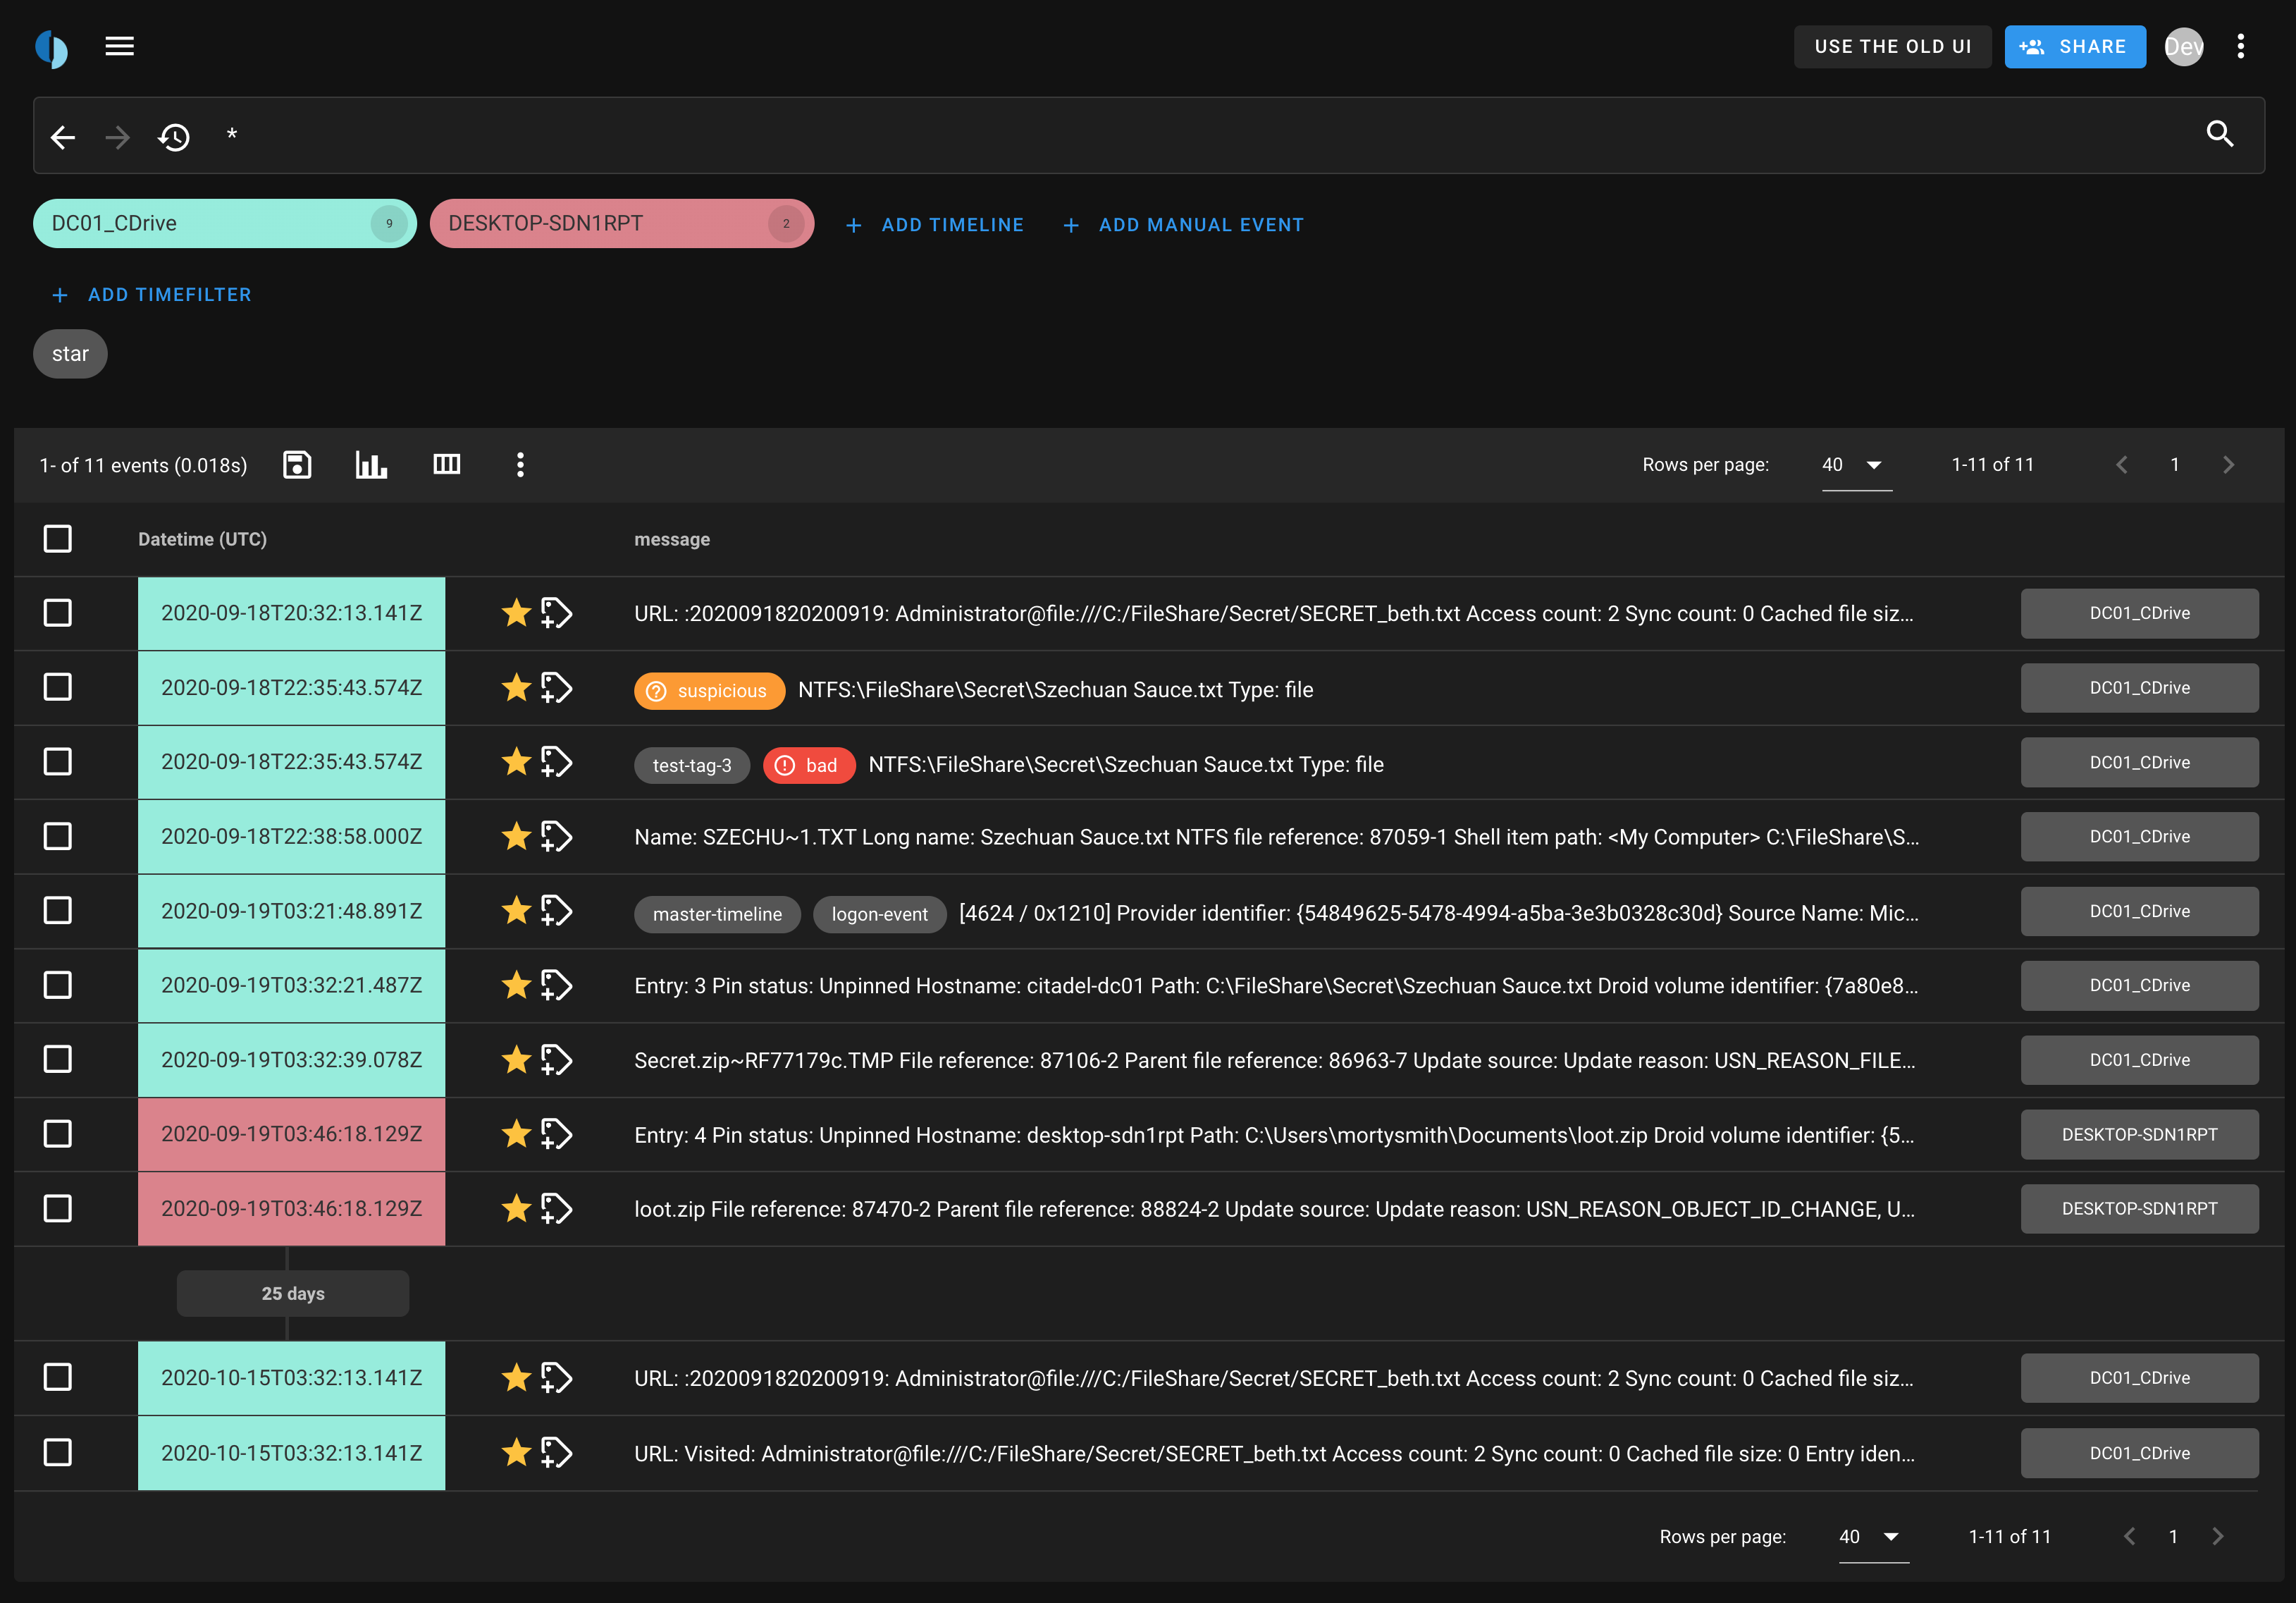 USE THE OLD UI SHARE Dev
*
DC01_CDrive 9 DESKTOP-SDN1RPT 2 + ADD TIMELINE + ADD MANUAL EVENT
+ ADD TIMEFILTER
star
1- of 11 events (0.018s) Rows per page: 40 1-11 of 11 1
Datetime (UTC) message
2020-09-18T20:32:13.141Z URL: :2020091820200919: Administrator@file:///C:/FileShare/Secret/SECRET_beth.txt Access count: 2 Sync count: 0 Cached file siz... DC01_CDrive
2020-09-18T22:35:43.574Z suspicious NTFS:\FileShare\Secret\Szechuan Sauce.txt Type: file DC01_CDrive
2020-09-18T22:35:43.574Z test-tag-3 bad NTFS:\FileShare\Secret\Szechuan Sauce.txt Type: file DC01_CDrive
2020-09-18T22:38:58.000Z Name: SZECHU~1.TXT Long name: Szechuan Sauce.txt NTFS file reference: 87059-1 Shell item path: <My Computer> C:\FileShare\S... DC01_CDrive
2020-09-19T03:21:48.891Z master-timeline logon-event [4624 / 0x1210] Provider identifier: {54849625-5478-4994-a5ba-3e3b0328c30d} Source Name: Mic... DC01_CDrive
2020-09-19T03:32:21.487Z Entry: 3 Pin status: Unpinned Hostname: citadel-dc01 Path: C:\FileShare\Secret\Szechuan Sauce.txt Droid volume identifier: {7a80e8... DC01_CDrive
2020-09-19T03:32:39.078Z Secret.zip~RF77179c.TMP File reference: 87106-2 Parent file reference: 86963-7 Update source: Update reason: USN_REASON_FILE... DC01_CDrive
2020-09-19T03:46:18.129Z Entry: 4 Pin status: Unpinned Hostname: desktop-sdn1rpt Path: C:\Users\mortysmith\Documents\loot.zip Droid volume identifier: {5... DESKTOP-SDN1RPT
2020-09-19T03:46:18.129Z loot.zip File reference: 87470-2 Parent file reference: 88824-2 Update source: Update reason: USN_REASON_OBJECT_ID_CHANGE, U... DESKTOP-SDN1RPT
25 days
2020-10-15T03:32:13.141Z URL: :2020091820200919: Administrator@file:///C:/FileShare/Secret/SECRET_beth.txt Access count: 2 Sync count: 0 Cached file siz... DC01_CDrive
2020-10-15T03:32:13.141Z URL: Visited: Administrator@file:///C:/FileShare/Secret/SECRET_beth.txt Access count: 2 Sync count: 0 Cached file size: 0 Entry iden... DC01_CDrive
Rows per page: 40 1-11 of 11 1